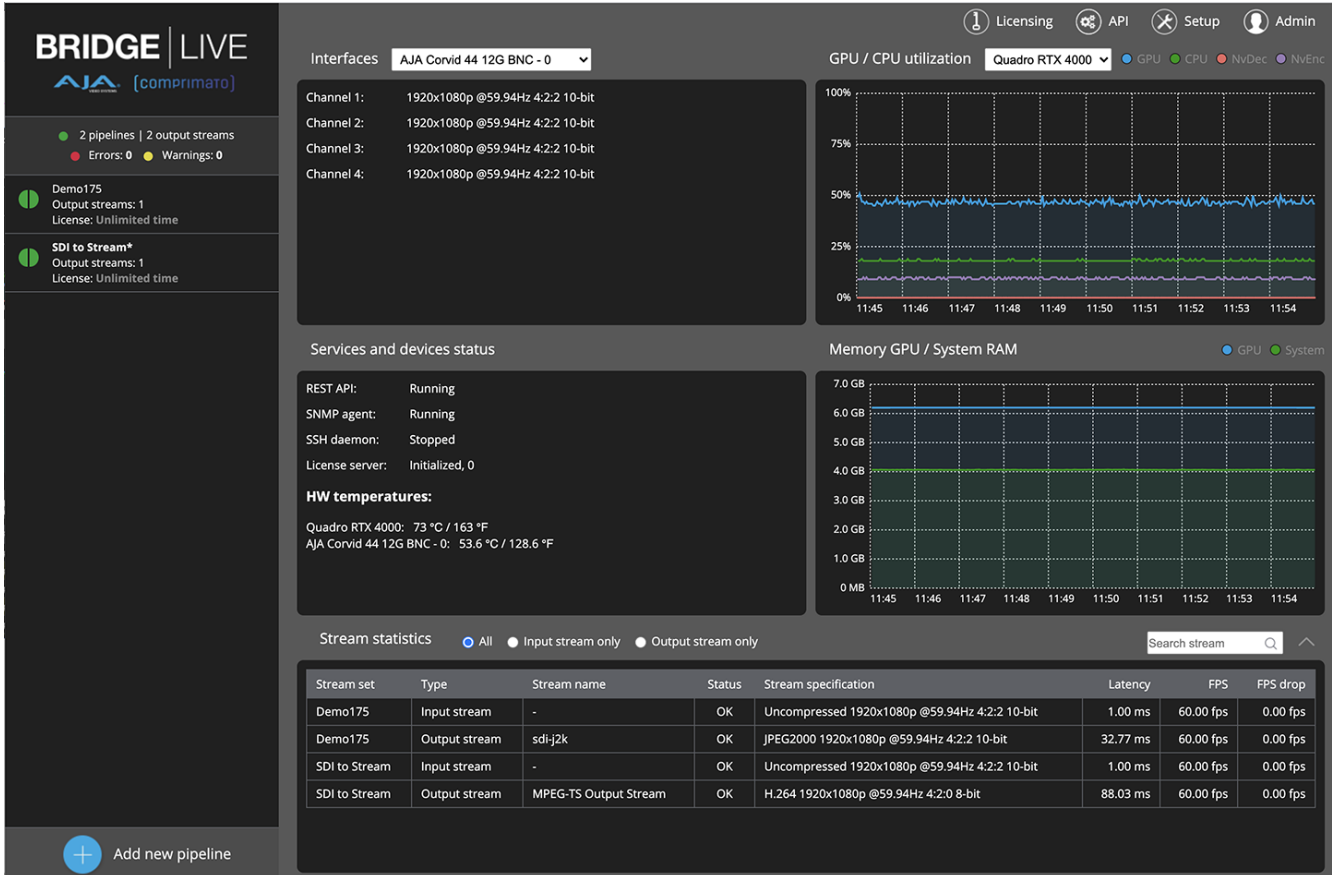 BRIDGE LIVE
AJA VIDEO SYSTEMS [comprimato]
2 pipelines | 2 output streams
Errors: 0 Warnings: 0
Demo175
Output streams: 1
License: Unlimited time
SDI to Stream*
Output streams: 1
License: Unlimited time
Add new pipeline
Licensing API Setup Admin
Interfaces AJA Corvid 44 12G BNC - 0
Channel 1: 1920x1080p @59.94Hz 4:2:2 10-bit
Channel 2: 1920x1080p @59.94Hz 4:2:2 10-bit
Channel 3: 1920x1080p @59.94Hz 4:2:2 10-bit
Channel 4: 1920x1080p @59.94Hz 4:2:2 10-bit
GPU / CPU utilization Quadro RTX 4000 GPU CPU NvDec NvEnc
100%
75%
50%
25%
0%
11:45 11:46 11:47 11:48 11:49 11:50 11:51 11:52 11:53 11:54
Services and devices status
REST API: Running
SNMP agent: Running
SSH daemon: Stopped
License server: Initialized, 0
HW temperatures:
Quadro RTX 4000: 73 °C / 163 °F
AJA Corvid 44 12G BNC - 0: 53.6 °C / 128.6 °F
Memory GPU / System RAM GPU System
7.0 GB
6.0 GB
5.0 GB
4.0 GB
3.0 GB
2.0 GB
1.0 GB
0 MB
11:45 11:46 11:47 11:48 11:49 11:50 11:51 11:52 11:53 11:54
Stream statistics All Input stream only Output stream only Search stream
Stream set Type Stream name Status Stream specification Latency FPS FPS drop
Demo175 Input stream - OK Uncompressed 1920x1080p @59.94Hz 4:2:2 10-bit 1.00 ms 60.00 fps 0.00 fps
Demo175 Output stream sdi-j2k OK JPEG2000 1920x1080p @59.94Hz 4:2:2 10-bit 32.77 ms 60.00 fps 0.00 fps
SDI to Stream Input stream - OK Uncompressed 1920x1080p @59.94Hz 4:2:2 10-bit 1.00 ms 60.00 fps 0.00 fps
SDI to Stream Output stream MPEG-TS Output Stream OK H.264 1920x1080p @59.94Hz 4:2:0 8-bit 88.03 ms 60.00 fps 0.00 fps